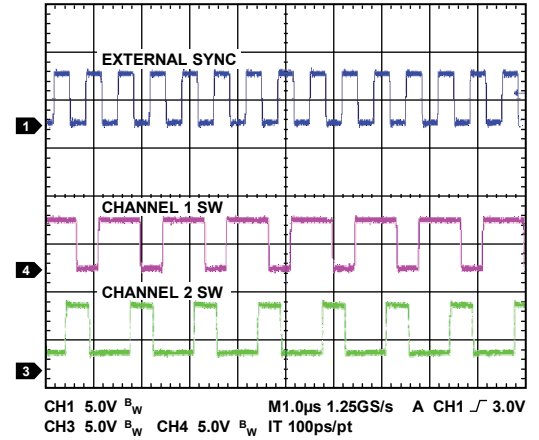 EXTERNAL SYNC
1
CHANNEL 1 SW
4
CHANNEL 2 SW
3
CH1 5.0V BW M1.0µs 1.25GS/s A CH1 3.0V
CH3 5.0V BW CH4 5.0V BW IT 100ps/pt